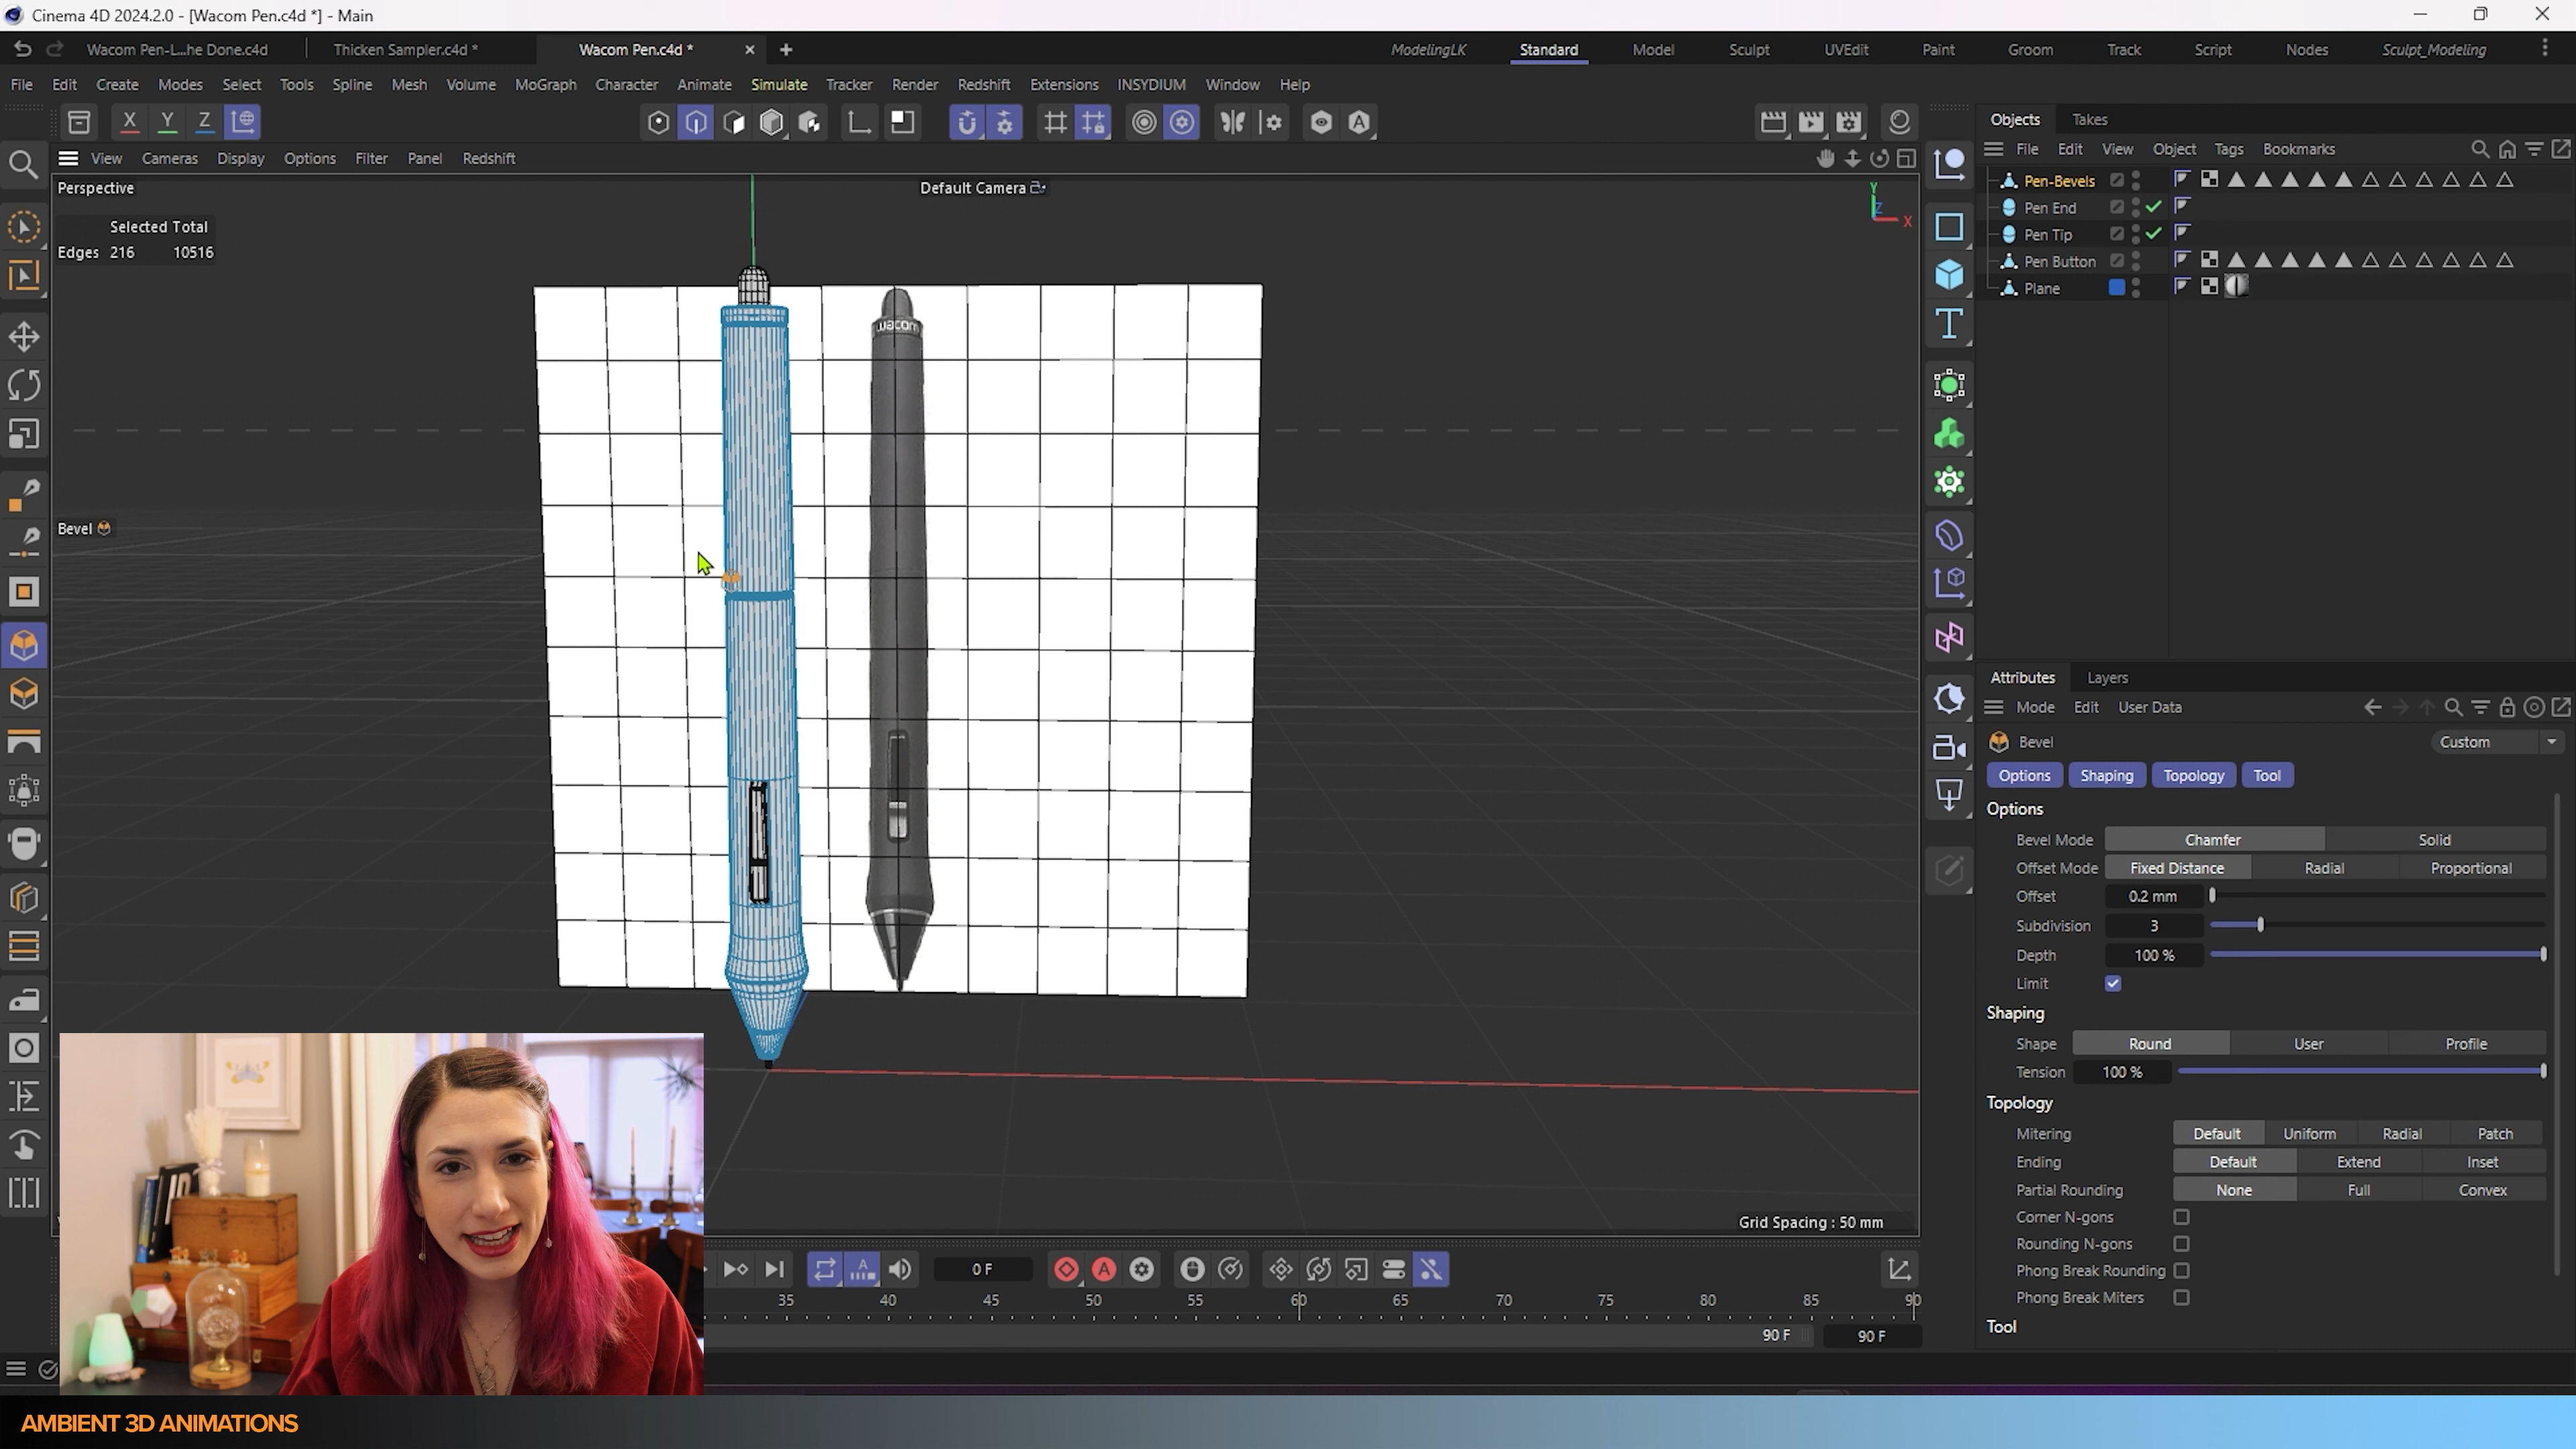 Cinema 4D 2024.2.0 - [Wacom Pen.c4d *] - Main
Wacom Pen-L...he Done.c4d
Thicken Sampler.c4d *
Wacom Pen.c4d *
ModelingLK
Standard
Model
Sculpt
UVEdit
Paint
Groom
Track
Script
Nodes
Sculpt_Modeling
File Edit Create Modes Select Tools Spline Mesh Volume MoGraph Character Animate Simulate Tracker Render Redshift Extensions INSYDIUM Window Help
X Y Z
Objects Takes
View Cameras Display Options Filter Panel Redshift
File Edit View Object Tags Bookmarks
Perspective
Default Camera
Y
Z
X
Selected Total
Edges 216 10516
Pen-Bevels
Pen End
Pen Tip
Pen Button
Plane
wacom
Bevel
Attributes Layers
Mode Edit User Data
Bevel
Custom
Options Shaping Topology Tool
Options
Bevel Mode Chamfer Solid
Offset Mode Fixed Distance Radial Proportional
Offset 0.2 mm
Subdivision 3
Depth 100 %
Limit
Shaping
Shape Round User Profile
Tension 100 %
Topology
Mitering Default Uniform Radial Patch
Ending Default Extend Inset
Partial Rounding None Full Convex
Corner N-gons
Rounding N-gons
Phong Break Rounding
Phong Break Miters
Tool
Grid Spacing : 50 mm
0 F
35 40 45 50 55 60 65 70 75 80 85 90
90 F
90 F
AMBIENT 3D ANIMATIONS